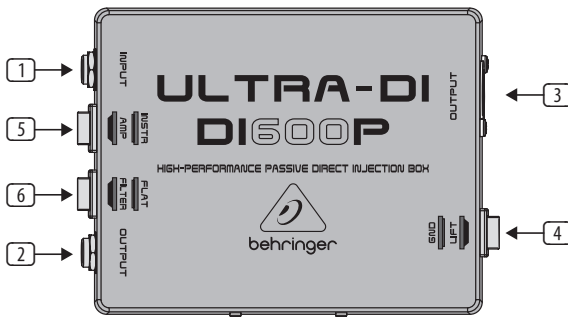 1
INPUT
5
INSTR
AMP
6
FLAT
FILTER
2
OUTPUT
ULTRA-DI
DI600P
HIGH-PERFORMANCE PASSIVE DIRECT INJECTION BOX
behringer
OUTPUT
3
GND
LIFT
4